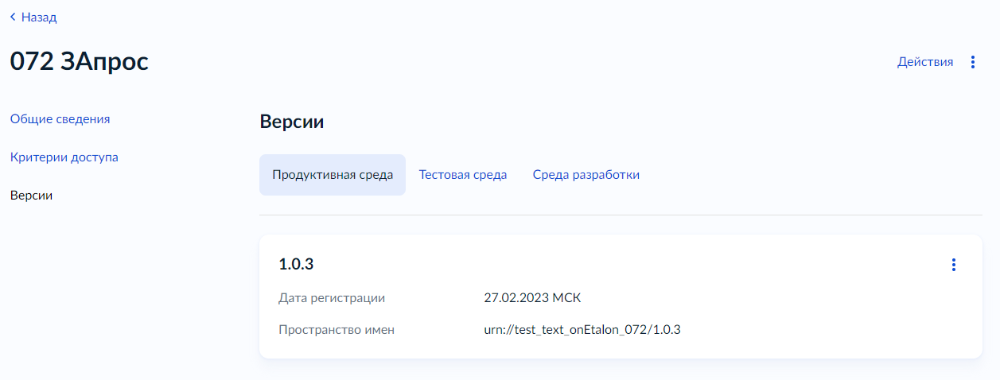 Назад
072 ЗАпрос
Действия
Общие сведения
Критерии доступа
Версии
Версии
Продуктивная среда Тестовая среда Среда разработки
1.0.3
Дата регистрации 27.02.2023 МСК
Пространство имен urn://test_text_onEtalon_072/1.0.3